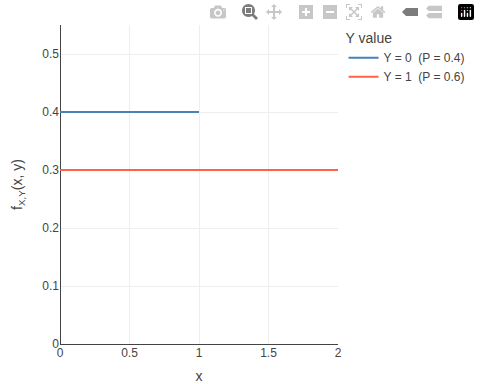 Y value
Y = 0 (P = 0.4)
Y = 1 (P = 0.6)
0.5
0.4
0.3
0.2
0.1
0
f_{X,Y}(x, y)
0 0.5 1 1.5 2
x